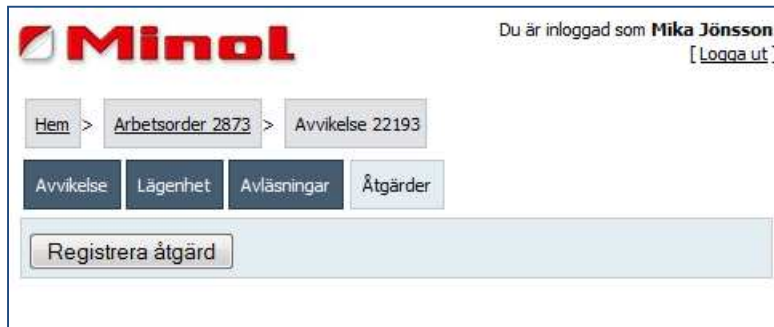 Minol
Du är inloggad som Mika Jönsson
[ Logga ut ]
Hem > Arbetsorder 2873 > Avvikelse 22193
Avvikelse Lägenhet Avläsningar Åtgärder
Registrera åtgärd